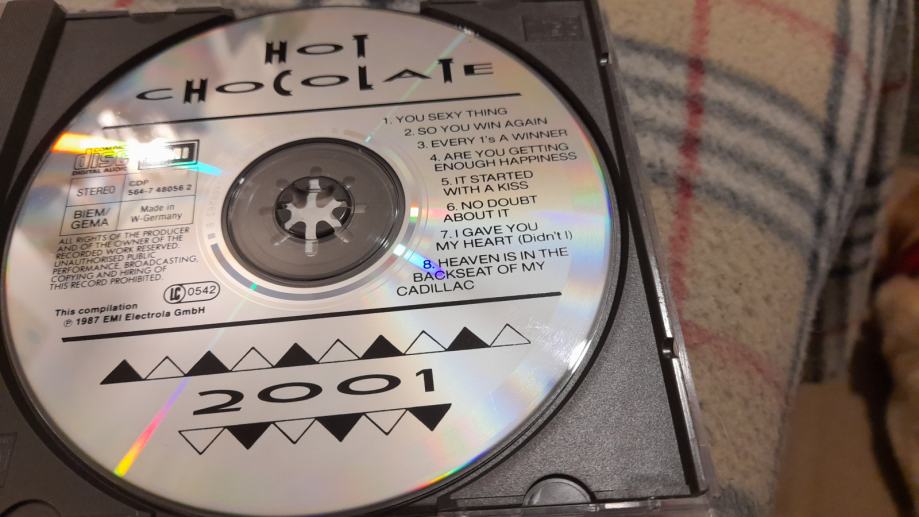 HOT
CHOCOLATE
1. YOU SEXY THING
2. SO YOU WIN AGAIN
3. EVERY 1's A WINNER
4. ARE YOU GETTING
ENOUGH HAPPINESS
5. IT STARTED
WITH A KISS
6. NO DOUBT
ABOUT IT
7. I GAVE YOU
MY HEART (Didn't I)
8. HEAVEN IS IN THE
BACKSEAT OF MY
CADILLAC
disc
DIGITAL AUDIO
STEREO
CDP
564-7 48056 2
BIEM/
GEMA
Made in
W-Germany
ALL RIGHTS OF THE PRODUCER
AND OF THE OWNER OF THE
RECORDED WORK RESERVED.
UNAUTHORISED PUBLIC
PERFORMANCE, BROADCASTING,
COPYING AND HIRING OF
THIS RECORD PROHIBITED.
LC 0542
This compilation
℗ 1987 EMI Electrola GmbH
2001